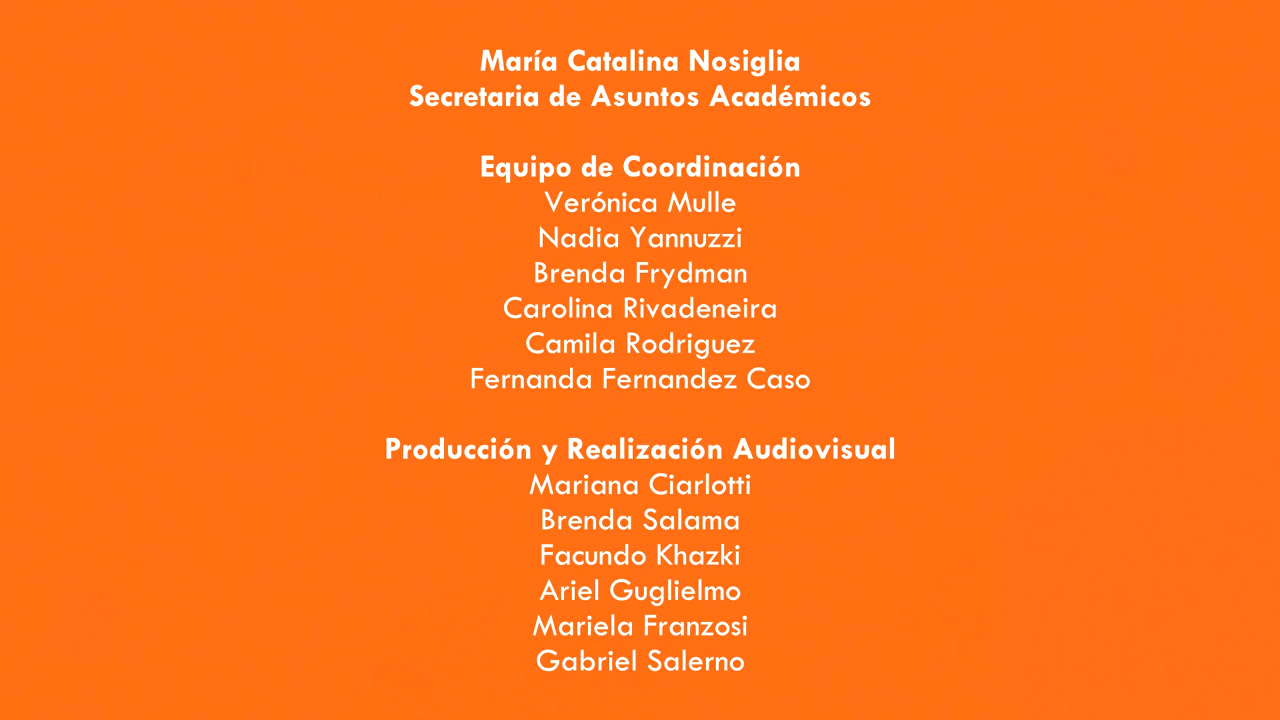 María Catalina Nosiglia
Secretaria de Asuntos Académicos
Equipo de Coordinación
Verónica Mulle
Nadia Yannuzzi
Brenda Frydman
Carolina Rivadeneira
Camila Rodriguez
Fernanda Fernandez Caso
Producción y Realización Audiovisual
Mariana Ciarlotti
Brenda Salama
Facundo Khazki
Ariel Guglielmo
Mariela Franzosi
Gabriel Salerno